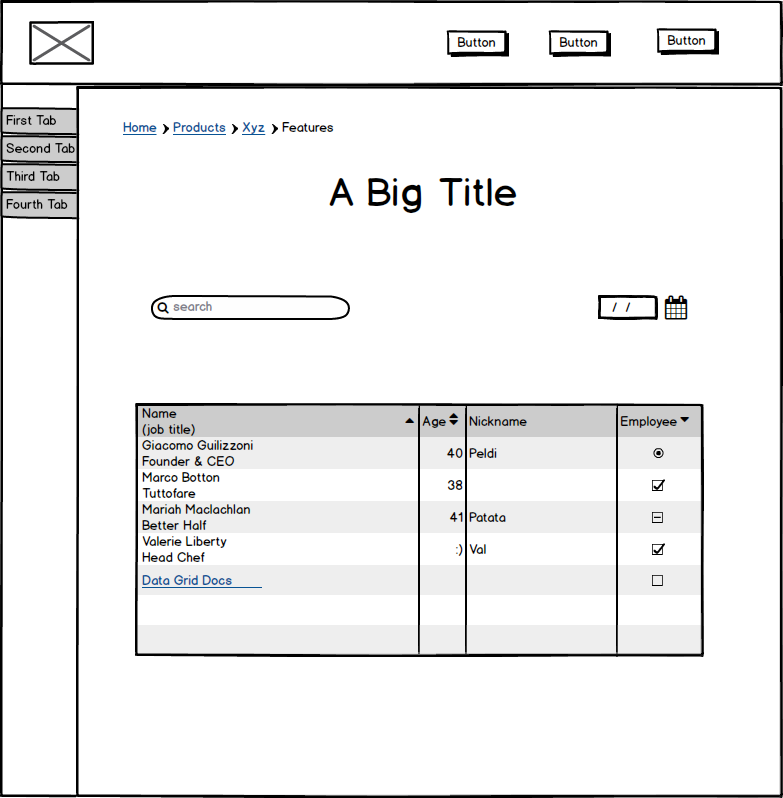 Button Button Button
First Tab
Second Tab
Third Tab
Fourth Tab
Home Products Xyz Features
A Big Title
search
/ /
Name
(job title) Age Nickname Employee
Giacomo Guilizzoni
Founder & CEO 40 Peldi
Marco Botton
Tuttofare 38
Mariah Maclachlan
Better Half 41 Patata
Valerie Liberty
Head Chef :) Val
Data Grid Docs